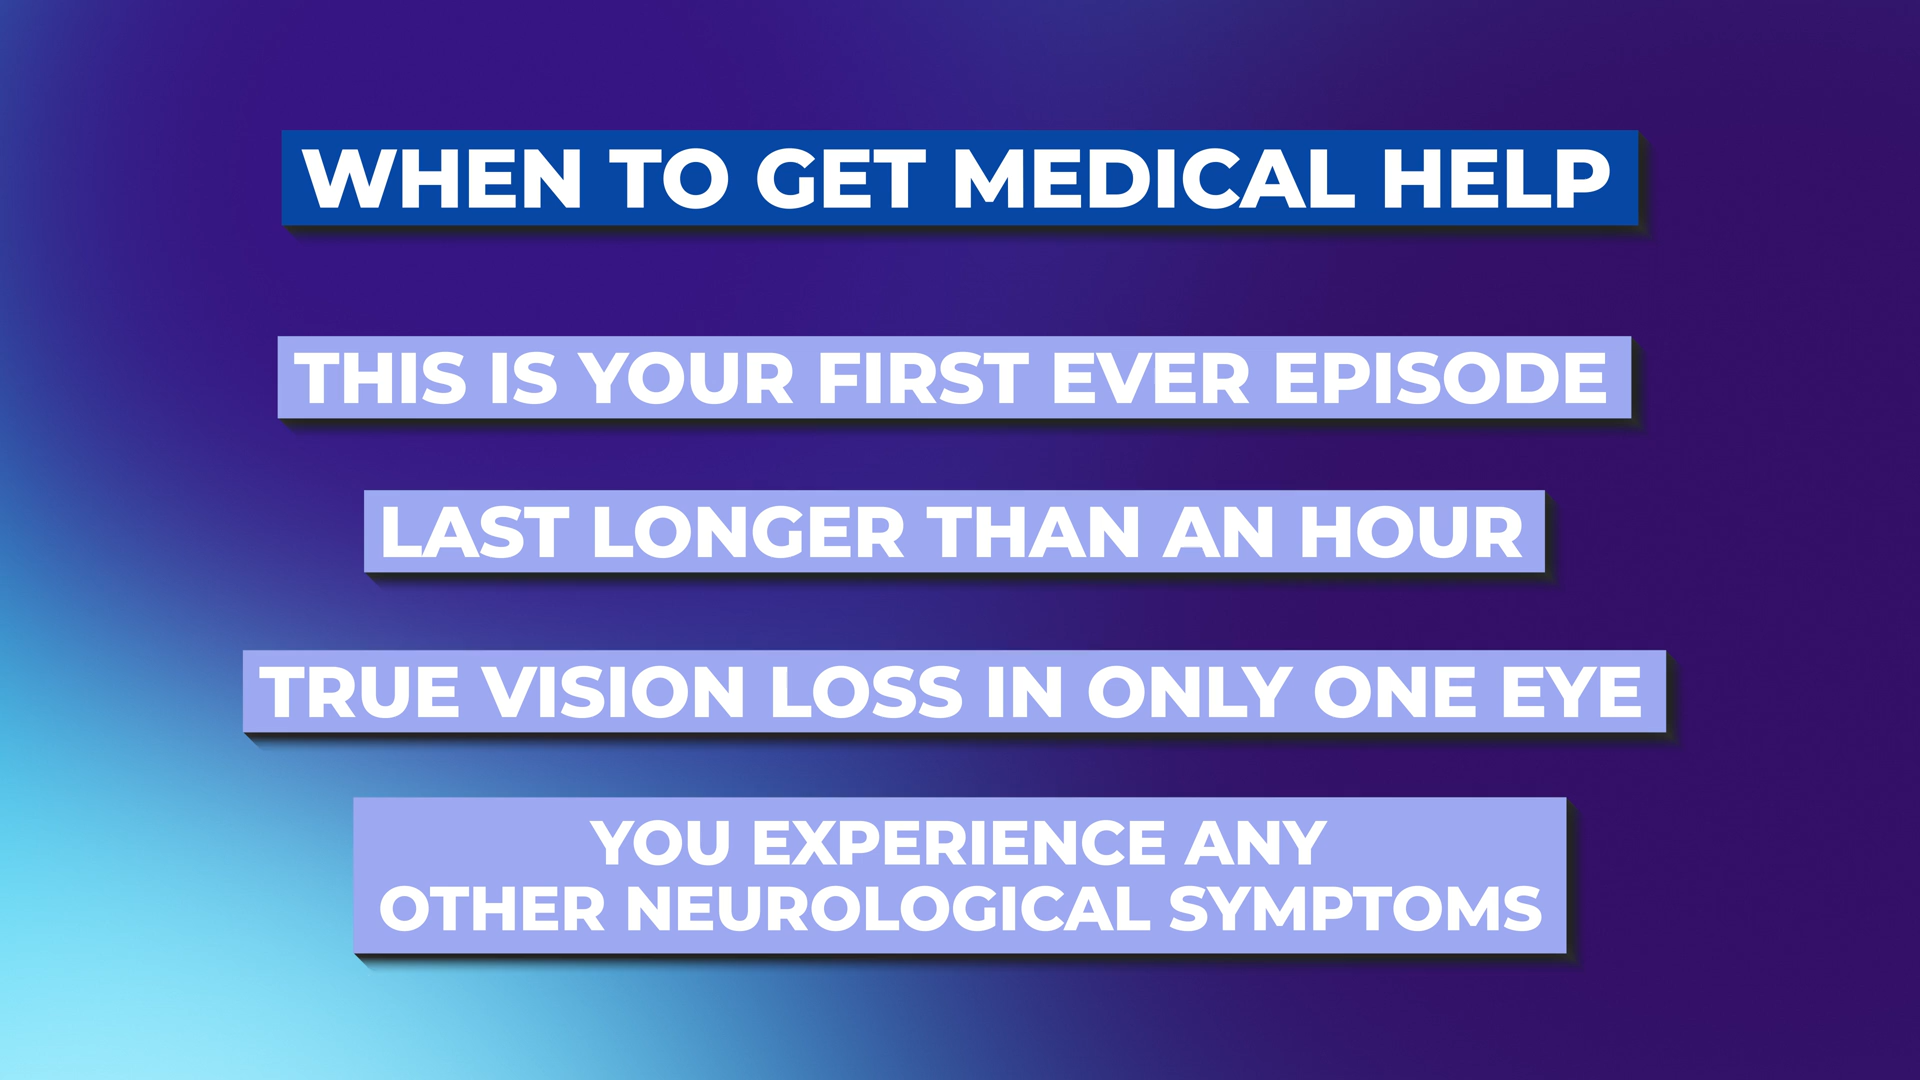 WHEN TO GET MEDICAL HELP
THIS IS YOUR FIRST EVER EPISODE
LAST LONGER THAN AN HOUR
TRUE VISION LOSS IN ONLY ONE EYE
YOU EXPERIENCE ANY
OTHER NEUROLOGICAL SYMPTOMS